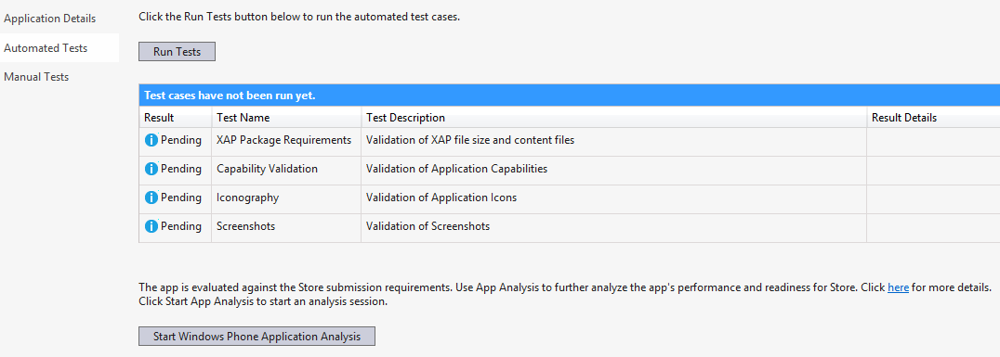 Application Details
Automated Tests
Manual Tests
Click the Run Tests button below to run the automated test cases.
Run Tests
Test cases have not been run yet.
Result Test Name Test Description Result Details
Pending XAP Package Requirements Validation of XAP file size and content files
Pending Capability Validation Validation of Application Capabilities
Pending Iconography Validation of Application Icons
Pending Screenshots Validation of Screenshots
The app is evaluated against the Store submission requirements. Use App Analysis to further analyze the app's performance and readiness for Store. Click here for more details.
Click Start App Analysis to start an analysis session.
Start Windows Phone Application Analysis